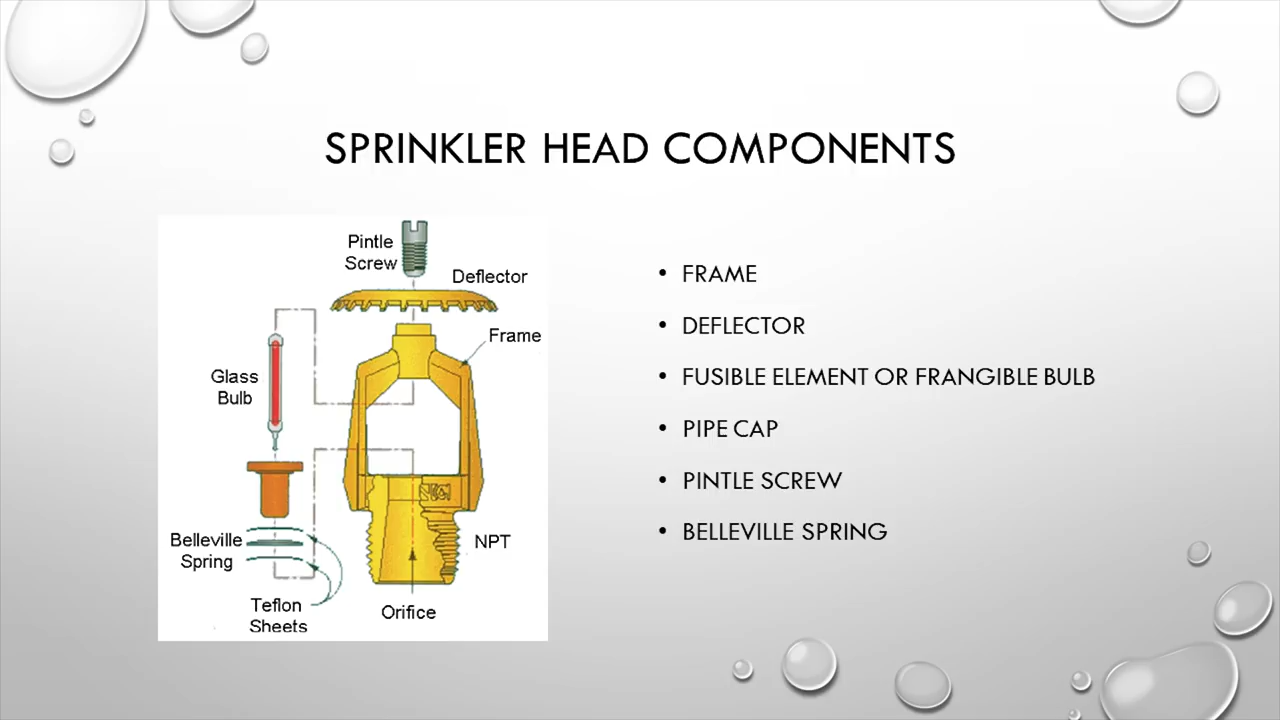 SPRINKLER HEAD COMPONENTS
Pintle
Screw
Deflector
Frame
Glass
Bulb
Belleville
Spring
NPT
Teflon
Sheets
Orifice
• FRAME
• DEFLECTOR
• FUSIBLE ELEMENT OR FRANGIBLE BULB
• PIPE CAP
• PINTLE SCREW
• BELLEVILLE SPRING